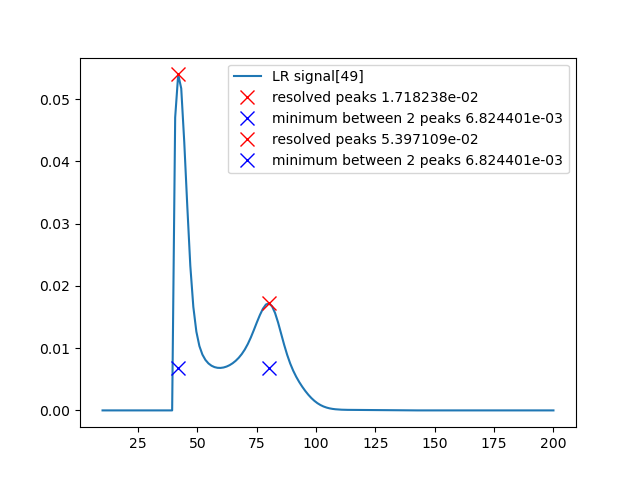 LR signal[49]
resolved peaks 1.718238e-02
minimum between 2 peaks 6.824401e-03
resolved peaks 5.397109e-02
minimum between 2 peaks 6.824401e-03
0.05
0.04
0.03
0.02
0.01
0.00
25 50 75 100 125 150 175 200